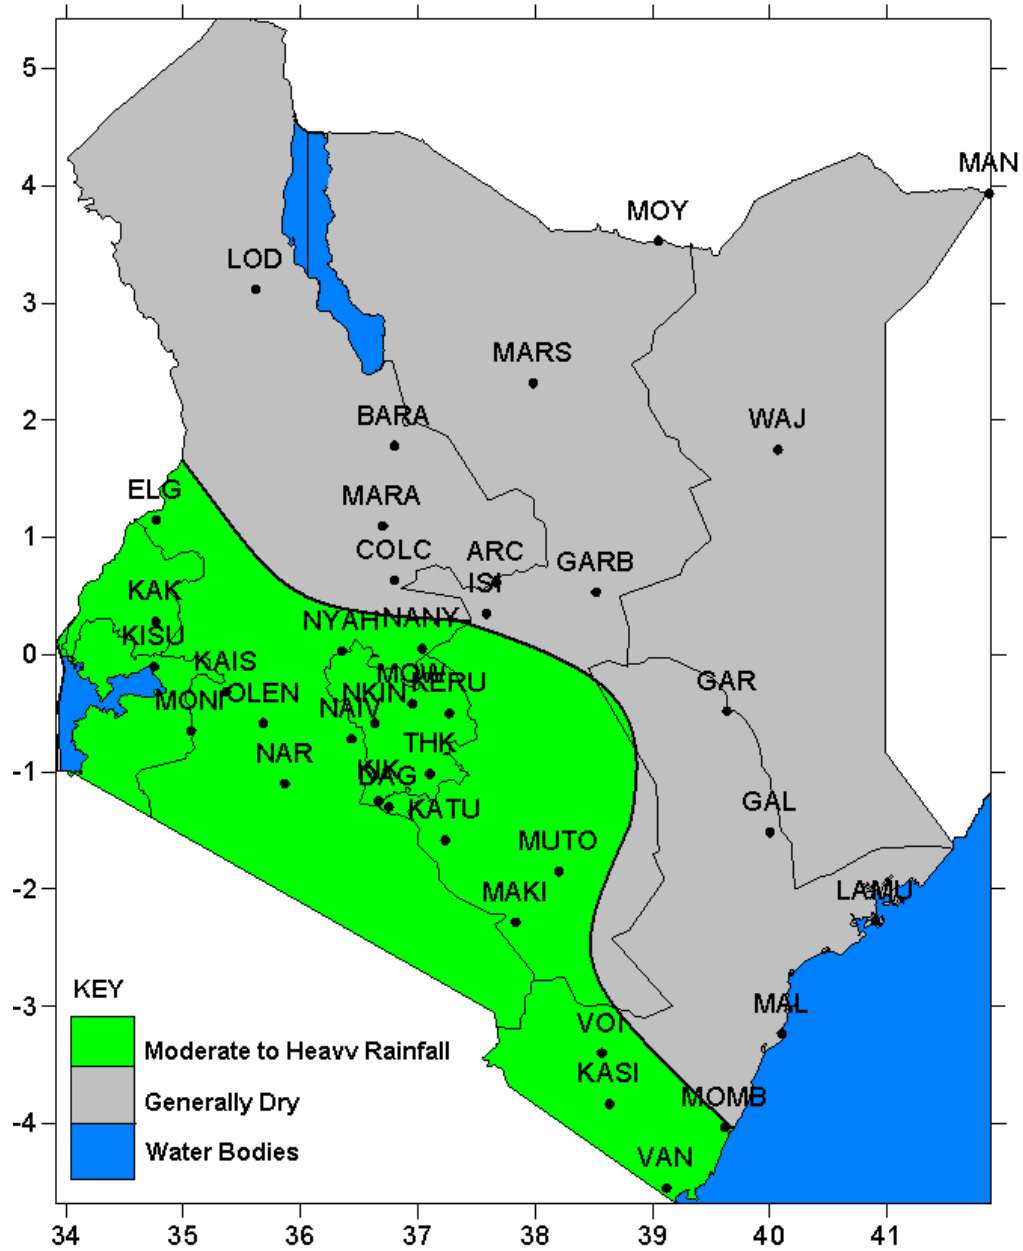 5
4
3
2
1
0
-1
-2
-3
-4
MAN
MOY
LOD
MARS
BARA
WAJ
ELG
MARA
COLC
ARC
GARB
ISI
KAK
NYAH
NANY
KISU
KAIS
MOW
KERU
MONI
OLEN
NKIN
GAR
NAIV
THK
NAR
KIK
DAG
KATU
GAL
MUTO
MAKI
LAMU
KEY
MAL
VOI
Moderate to Heavv Rainfall
KASI
Generally Dry
MOMB
Water Bodies
VAN
34 35 36 37 38 39 40 41